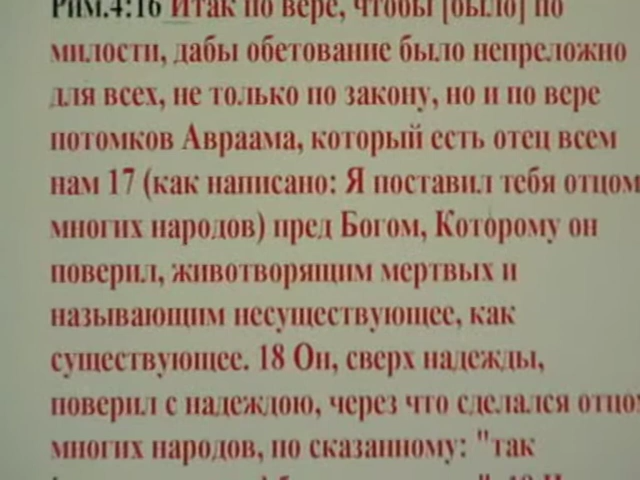 Рим.4:16 Итак по вере, чтобы [было] по
милости, дабы обетование было непреложно
для всех, не только по закону, но и по вере
потомков Авраама, который есть отец всем
нам 17 (как написано: Я поставил тебя отцом
многих народов) пред Богом, Которому он
поверил, животворящим мертвых и
называющим несуществующее, как
существующее. 18 Он, сверх надежды,
поверил с надеждою, через что сделался отцо
многих народов, по сказанному: "так